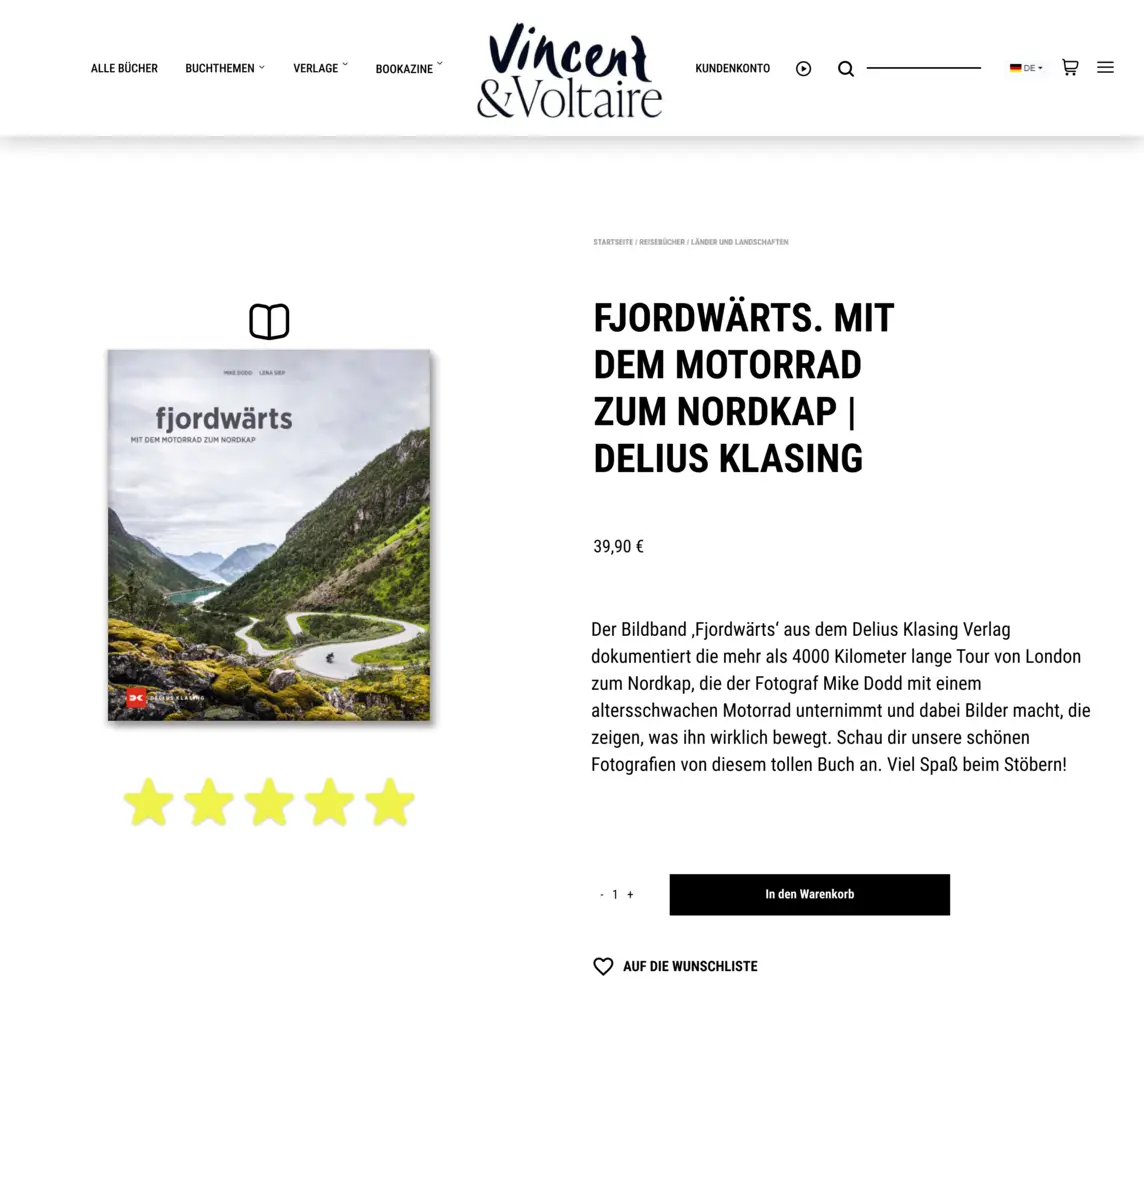 ALLE BÜCHER
BUCHTHEMEN
VERLAGE
BOOKAZINE
Vincent
&Voltaire
KUNDENKONTO
DE
STARTSEITE / REISEBÜCHER / LÄNDER UND LANDSCHAFTEN
MIKE DODD LENA SIEP
fjordwärts
MIT DEM MOTORRAD ZUM NORDKAP
DELIUS KLASING
FJORDWÄRTS. MIT
DEM MOTORRAD
ZUM NORDKAP |
DELIUS KLASING
39,90 €
Der Bildband ‚Fjordwärts‘ aus dem Delius Klasing Verlag
dokumentiert die mehr als 4000 Kilometer lange Tour von London
zum Nordkap, die der Fotograf Mike Dodd mit einem
altersschwachen Motorrad unternimmt und dabei Bilder macht, die
zeigen, was ihn wirklich bewegt. Schau dir unsere schönen
Fotografien von diesem tollen Buch an. Viel Spaß beim Stöbern!
- 1 +
In den Warenkorb
AUF DIE WUNSCHLISTE